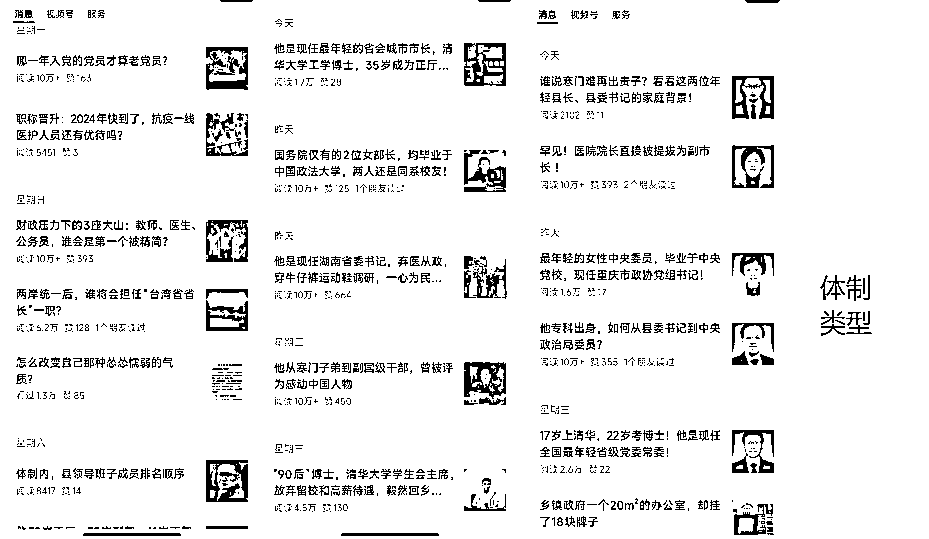 消息 视频号 服务
星期一
哪一年入党的党员才算老党员?
阅读10万+ 赞163
职称晋升:2024年快到了,抗疫一线
医护人员还有优待吗?
阅读5451 赞3
星期日
财政压力下的3座大山:教师、医生、
公务员,谁会是第一个被精简?
阅读10万+ 赞393
两岸统一后,谁将会担任“台湾省省
长”一职?
阅读6.2万 赞128 1个朋友读过
怎么改变自己那种怂怂懦弱的气
质?
阅读1.3万 赞85
星期六
体制内,县领导班子成员排名顺序
阅读8417 赞14
今天
他是现任最年轻的省会城市市长,清
华大学工学博士,35岁成为正厅...
阅读1.7万 赞28
昨天
国务院仅有的2位女部长,均毕业于
中国政法大学,两人还是同系校友!
阅读10万+ 赞125 1个朋友读过
昨天
他是现任湖南省委书记,弃医从政,
穿牛仔裤运动鞋调研,一心为民...
阅读10万+ 赞664
星期二
他从寒门子弟到副国级干部,曾被评
为感动中国人物
阅读10万+ 赞450
星期三
“90后”博士,清华大学学生会主席,
放弃留校和高薪待遇,毅然回乡...
阅读4.5万 赞130
消息 视频号 服务
今天
谁说寒门难再出贵子?看看这两位年
轻县长、县委书记的家庭背景!
阅读2102 赞11
罕见!医院院长直接被提拔为副市
长!
阅读10万+ 赞393 2个朋友读过
昨天
最年轻的女性中央委员,毕业于中央
党校,现任重庆市政协党组书记!
阅读1.6万 赞17
他专科出身,如何从县委书记到中央
政治局委员?
阅读10万+ 赞355 1个朋友读过
星期三
17岁上清华,22岁考博士!他是现任
全国最年轻省级党委常委!
阅读2.6万 赞22
乡镇政府一个20m²的办公室,却挂
了18块牌子
体制
类型